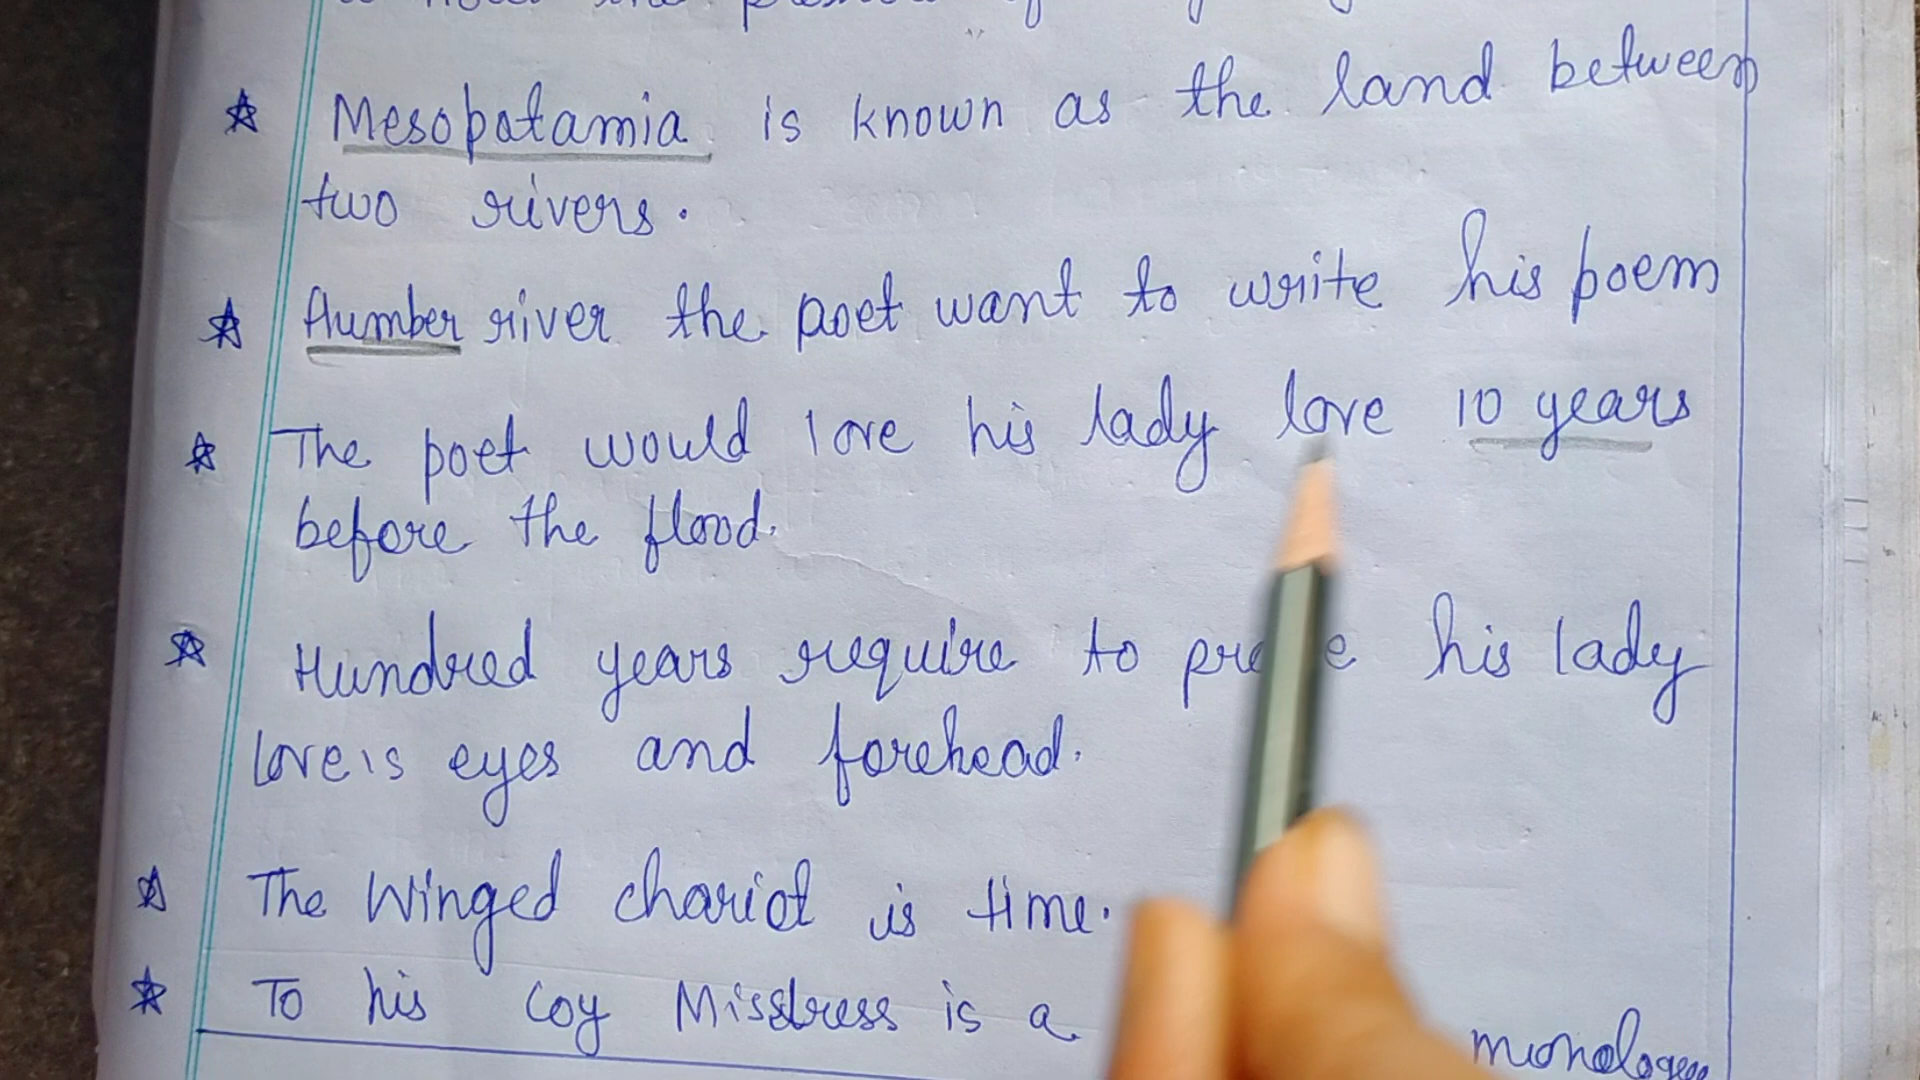 ☆ Mesopotamia is known as the land between
two rivers.
☆ Humber river the poet want to write his poem
☆ The poet would love his lady love 10 years
before the flood.
☆ Hundred years require to his lady
love's eyes and forehead.
☆ The Winged chariot is time.
☆ To his Coy Misstress is a